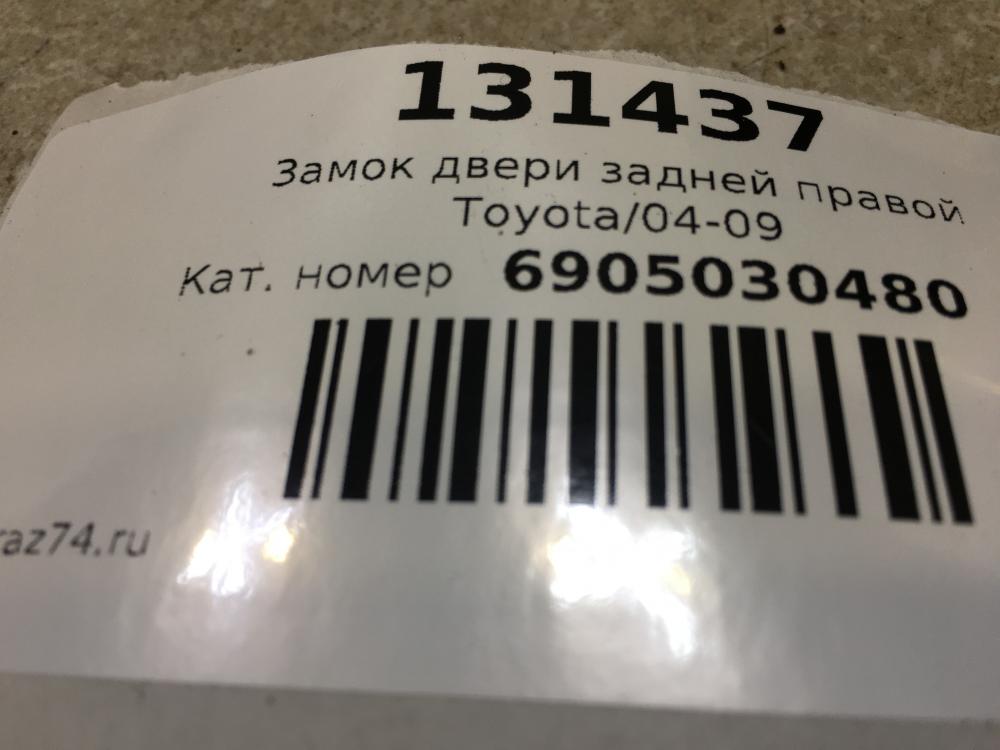 131437
Замок двери задней правой
Toyota/04-09
Кат. номер 6905030480
raz74.ru